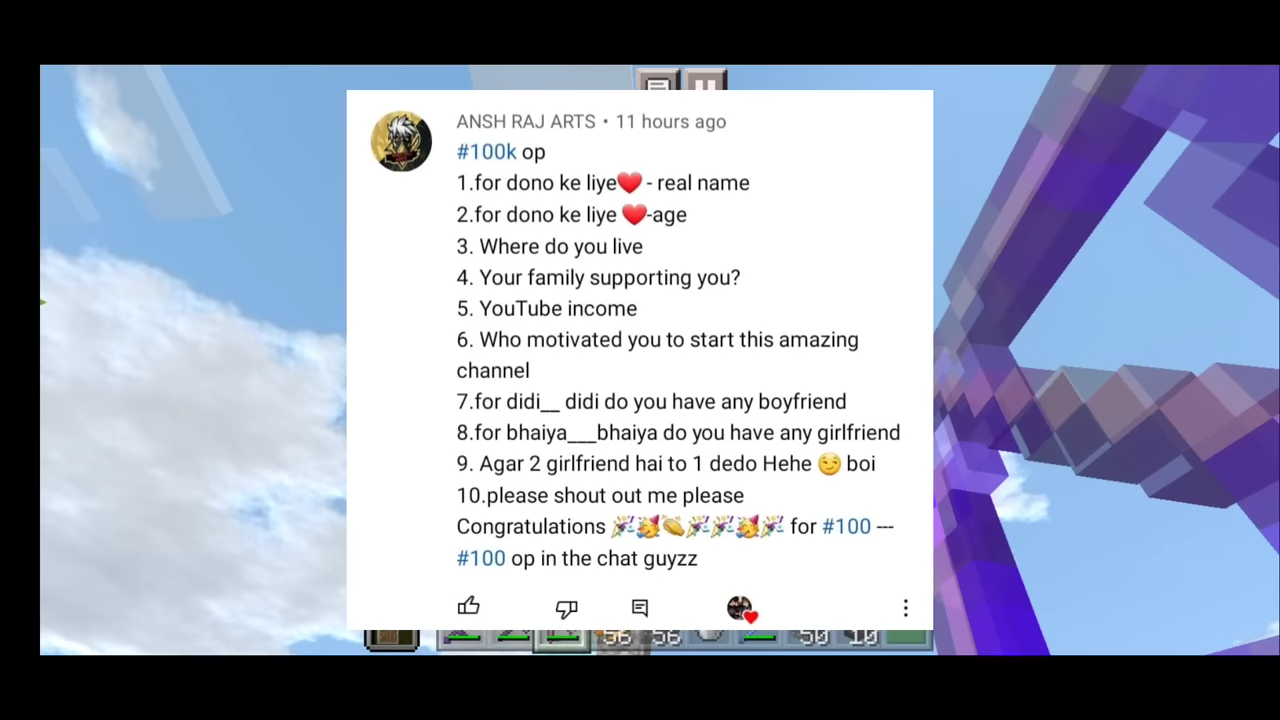 ANSH RAJ ARTS • 11 hours ago
#100k op
1.for dono ke liye❤️ - real name
2.for dono ke liye ❤️-age
3. Where do you live
4. Your family supporting you?
5. YouTube income
6. Who motivated you to start this amazing
channel
7.for didi__ didi do you have any boyfriend
8.for bhaiya___bhaiya do you have any girlfriend
9. Agar 2 girlfriend hai to 1 dedo Hehe 😏 boi
10.please shout out me please
Congratulations 🎉🥳👏🎉🎉🥳🎉 for #100 ---
#100 op in the chat guyzz
56 56 50 10